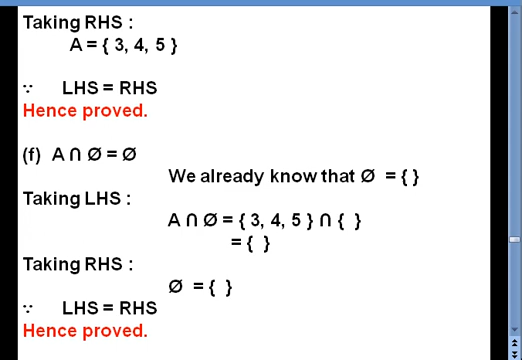 Taking RHS :
A = { 3, 4, 5 }
∵ LHS = RHS
Hence proved.
(f) A ∩ Ø = Ø
We already know that Ø = { }
Taking LHS :
A ∩ Ø = { 3, 4, 5 } ∩ { }
= { }
Taking RHS :
Ø = { }
∵ LHS = RHS
Hence proved.